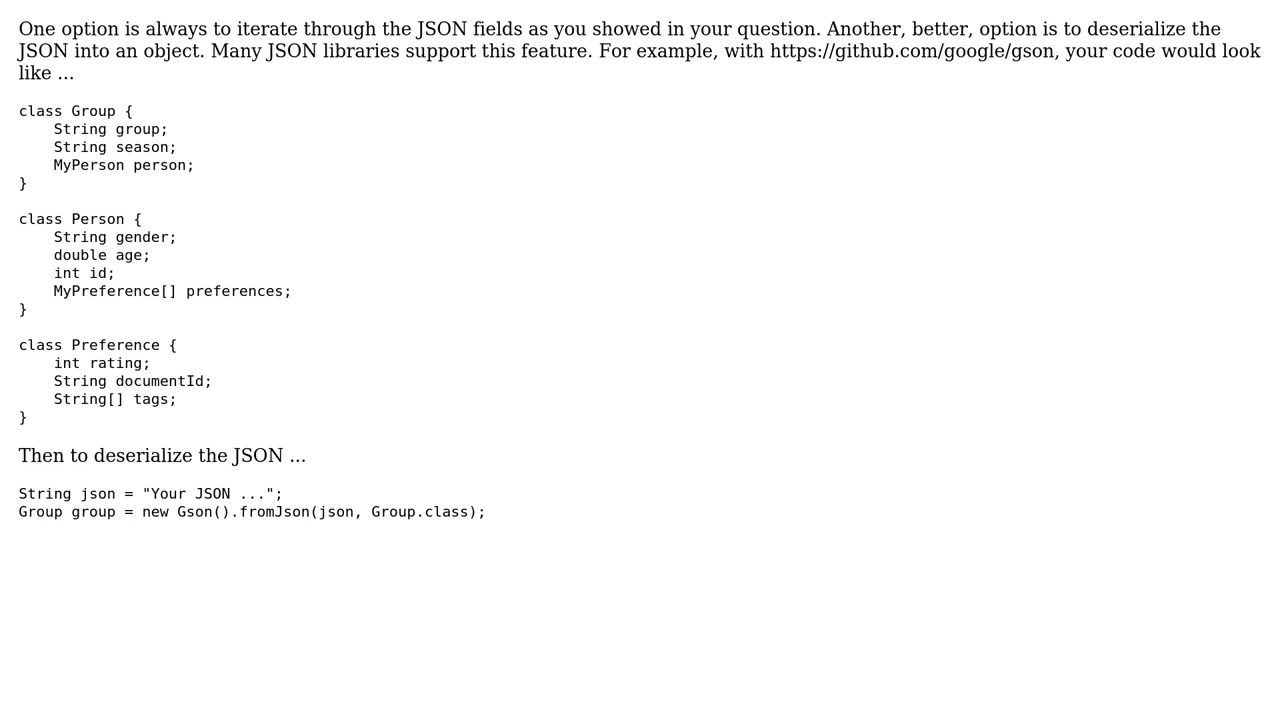 One option is always to iterate through the JSON fields as you showed in your question. Another, better, option is to deserialize the
JSON into an object. Many JSON libraries support this feature. For example, with https://github.com/google/gson, your code would look
like ...
class Group {
    String group;
    String season;
    MyPerson person;
}
class Person {
    String gender;
    double age;
    int id;
    MyPreference[] preferences;
}
class Preference {
    int rating;
    String documentId;
    String[] tags;
}
Then to deserialize the JSON ...
String json = "Your JSON ...";
Group group = new Gson().fromJson(json, Group.class);